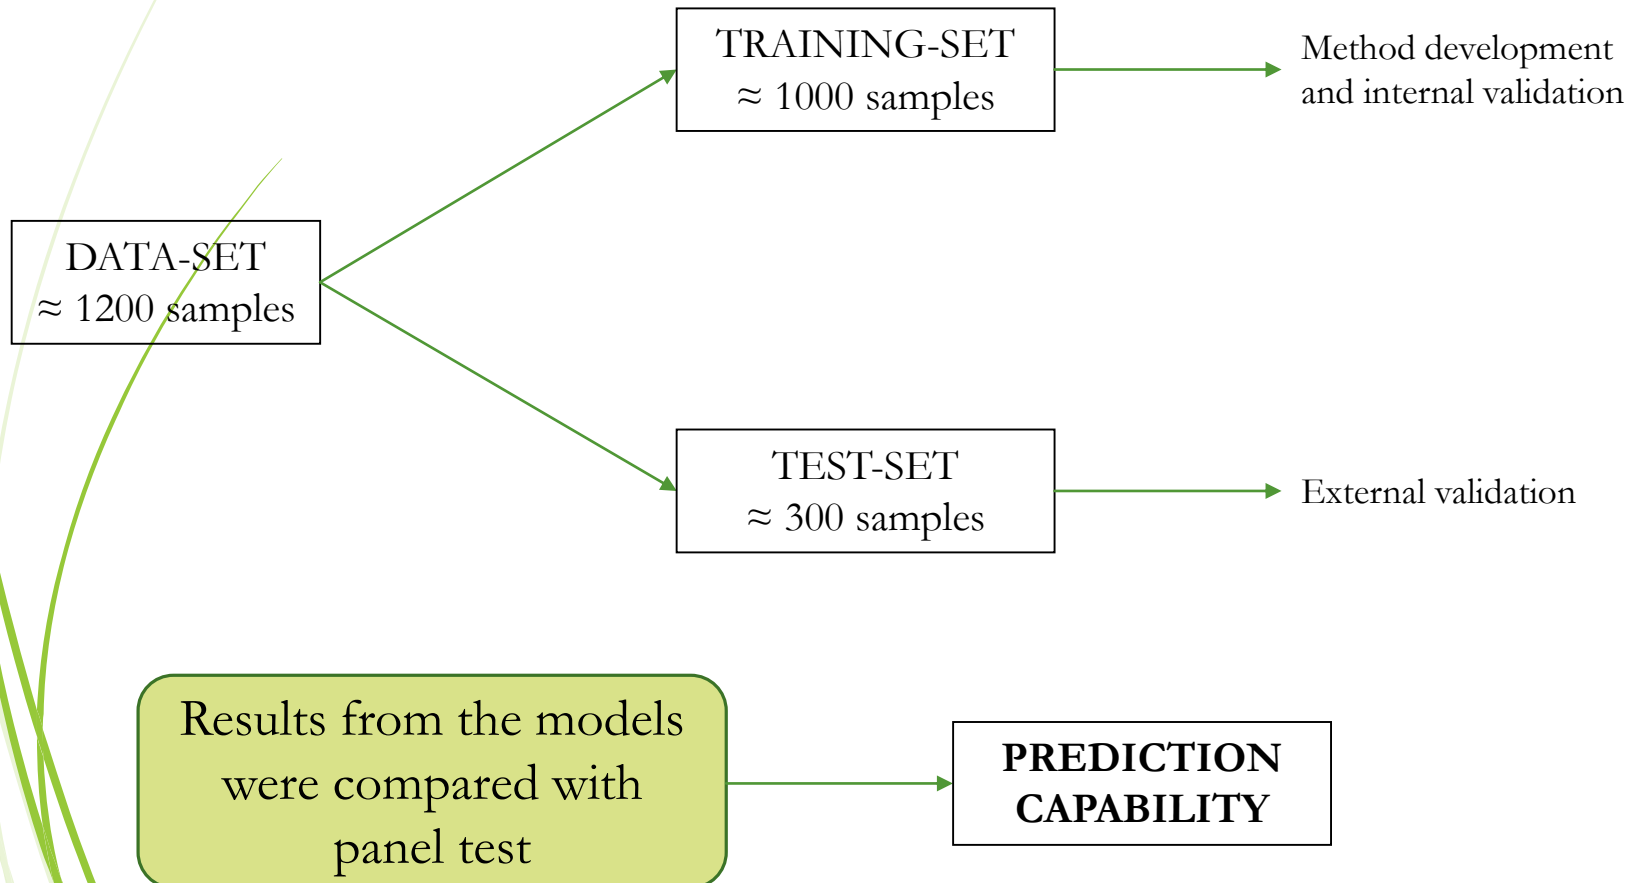 TRAINING-SET
≈ 1000 samples
Method development
and internal validation
DATA-SET
≈ 1200 samples
TEST-SET
≈ 300 samples
External validation
Results from the models
were compared with
panel test
PREDICTION
CAPABILITY